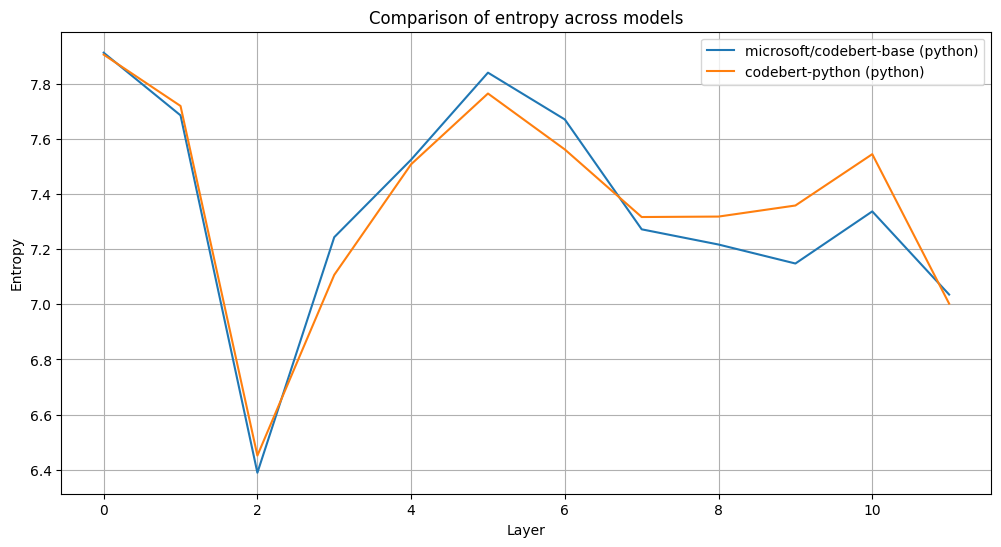 Comparison of entropy across models
microsoft/codebert-base (python)
codebert-python (python)
Entropy
7.8
7.6
7.4
7.2
7.0
6.8
6.6
6.4
0 2 4 6 8 10
Layer